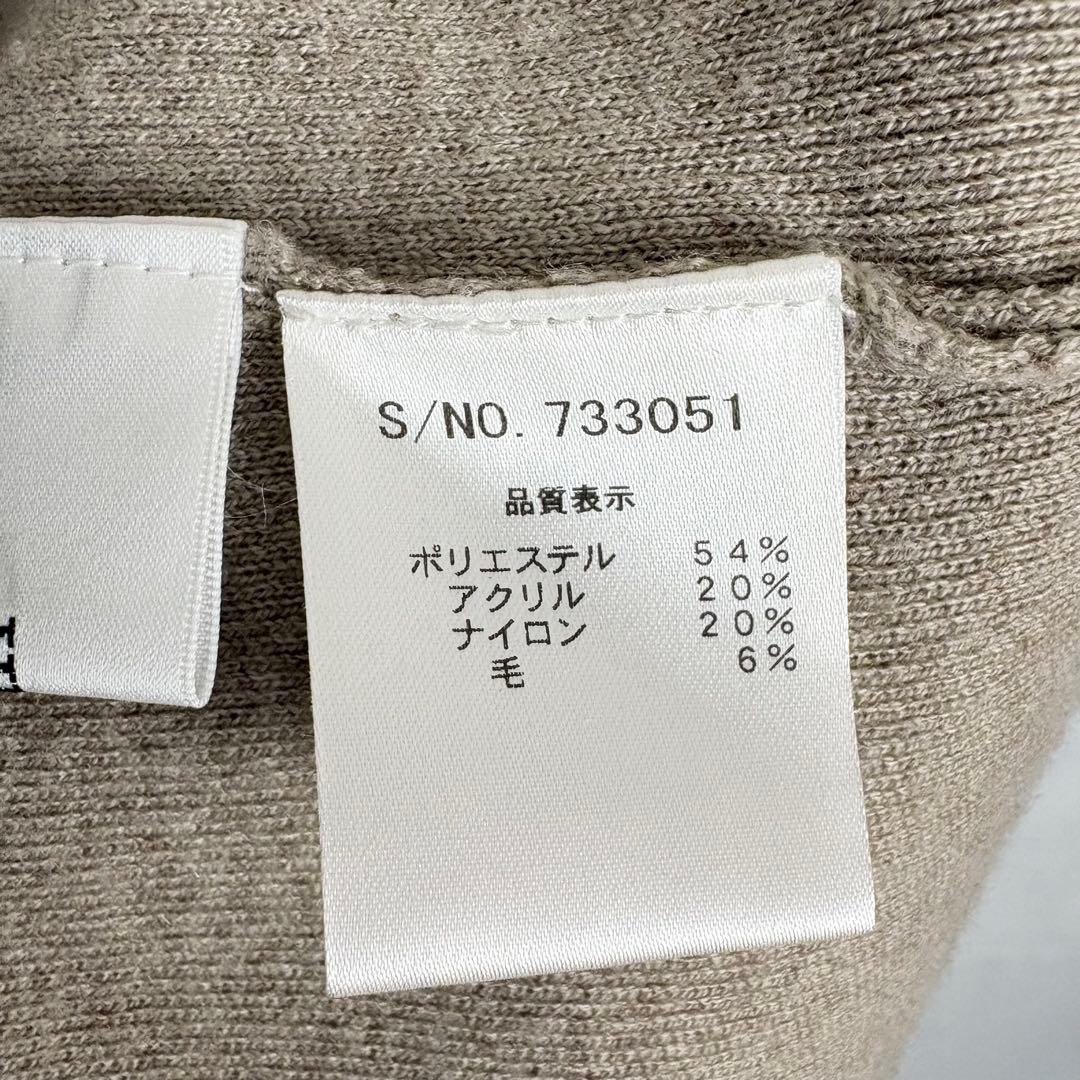 S/NO. 733051
品質表示
ポリエステル 54%
アクリル 20%
ナイロン 20%
毛 6%